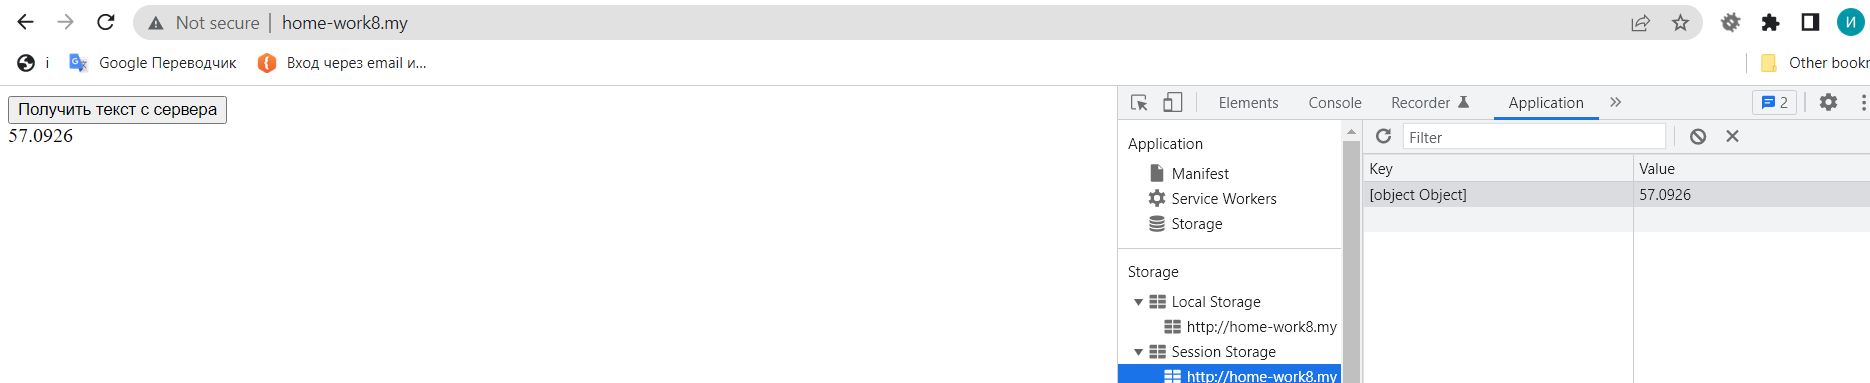 Not secure | home-work8.my
И
i Google Переводчик Вход через email и... Other bookr
Получить текст с сервера
57.0926
Elements Console Recorder Application » 2
Filter
Application
Manifest
Service Workers
Storage
Key Value
[object Object] 57.0926
Storage
Local Storage
http://home-work8.my
Session Storage
http://home-work8.my